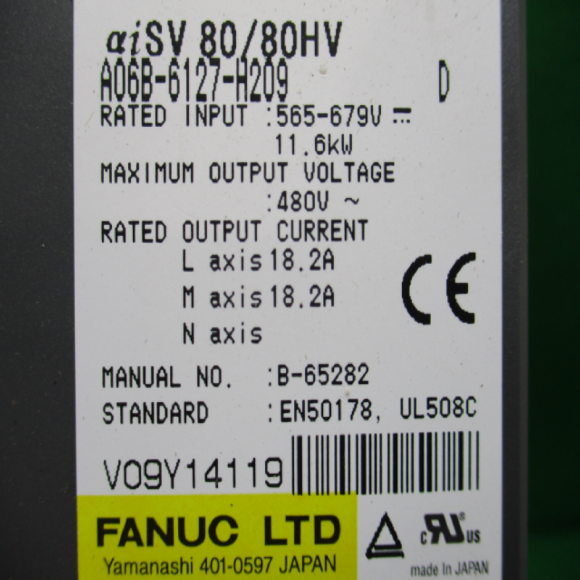 αiSV 80/80HV
A06B-6127-H209 D
RATED INPUT :565-679V ⎓
11.6kW
MAXIMUM OUTPUT VOLTAGE
:480V ~
RATED OUTPUT CURRENT
L axis 18.2A
M axis 18.2A
N axis
CE
MANUAL NO. :B-65282
STANDARD :EN50178, UL508C
V09Y14119
FANUC LTD
Yamanashi 401-0597 JAPAN
c RU US
made in JAPAN